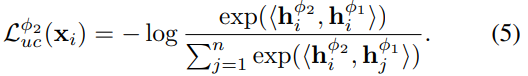 \mathcal{L}_{uc}^{\phi_2}(\mathbf{x}_i) = -\log \frac{\exp(\langle \mathbf{h}_i^{\phi_2}, \mathbf{h}_i^{\phi_1} \rangle)}{\sum_{j=1}^{n} \exp(\langle \mathbf{h}_i^{\phi_2}, \mathbf{h}_j^{\phi_1} \rangle)}. \quad (5)